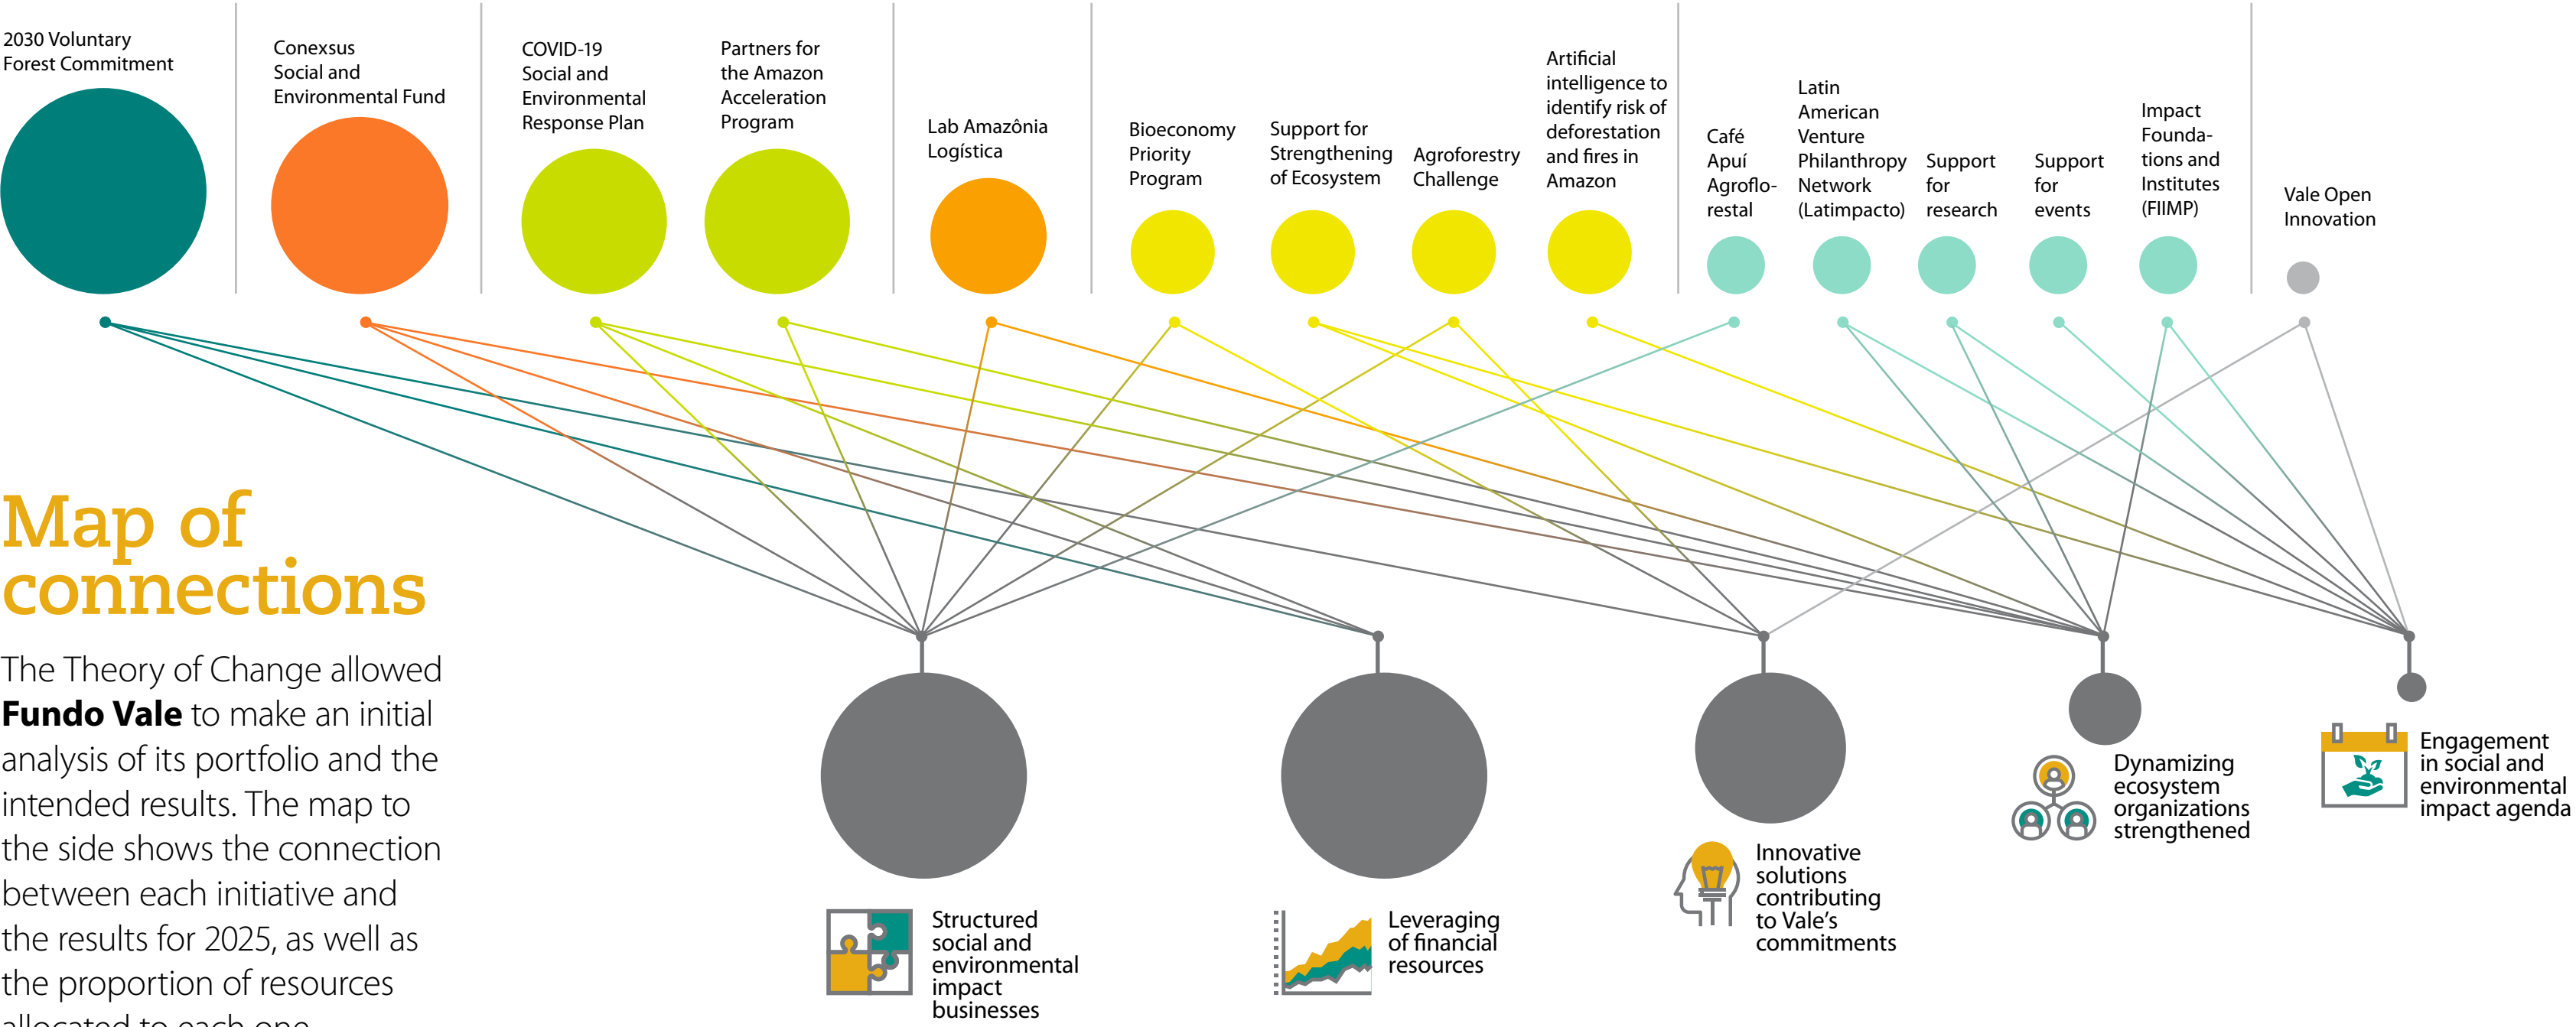 2030 Voluntary
Forest Commitment
Conexsus
Social and
Environmental Fund
COVID-19
Social and
Environmental
Response Plan
Partners for
the Amazon
Acceleration
Program
Lab Amazônia
Logística
Bioeconomy
Priority
Program
Support for
Strengthening
of Ecosystem
Agroforestry
Challenge
Artificial
intelligence to
identify risk of
deforestation
and fires in
Amazon
Café
Apuí
Agroflo-
restal
Latin
American
Venture
Philanthropy
Network
(Latimpacto)
Support
for
research
Support
for
events
Impact
Founda-
tions and
Institutes
(FIIMP)
Vale Open
Innovation
Map of
connections
The Theory of Change allowed
Fundo Vale to make an initial
analysis of its portfolio and the
intended results. The map to
the side shows the connection
between each initiative and
the results for 2025, as well as
the proportion of resources
allocated to each one
Structured
social and
environmental
impact
businesses
Leveraging
of financial
resources
Innovative
solutions
contributing
to Vale's
commitments
Dynamizing
ecosystem
organizations
strengthened
Engagement
in social and
environmental
impact agenda